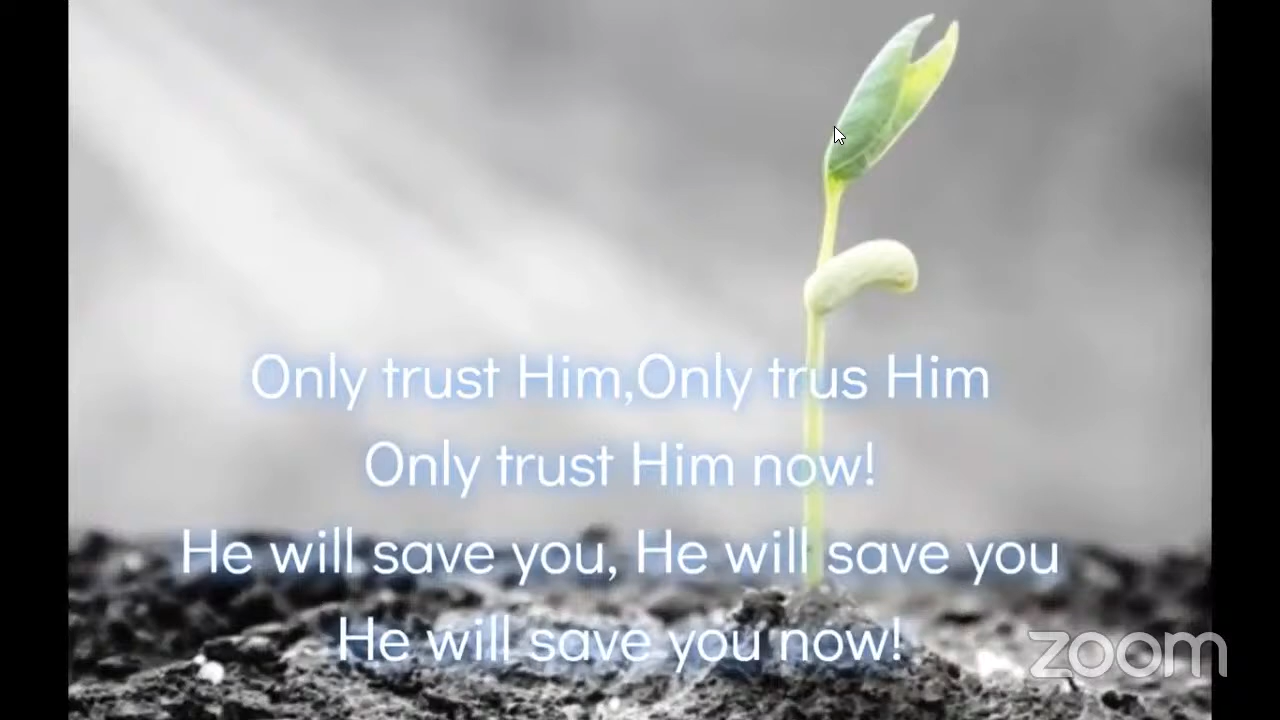 Only trust Him,Only trus Him
Only trust Him now!
He will save you, He will save you
He will save you now!
zoom